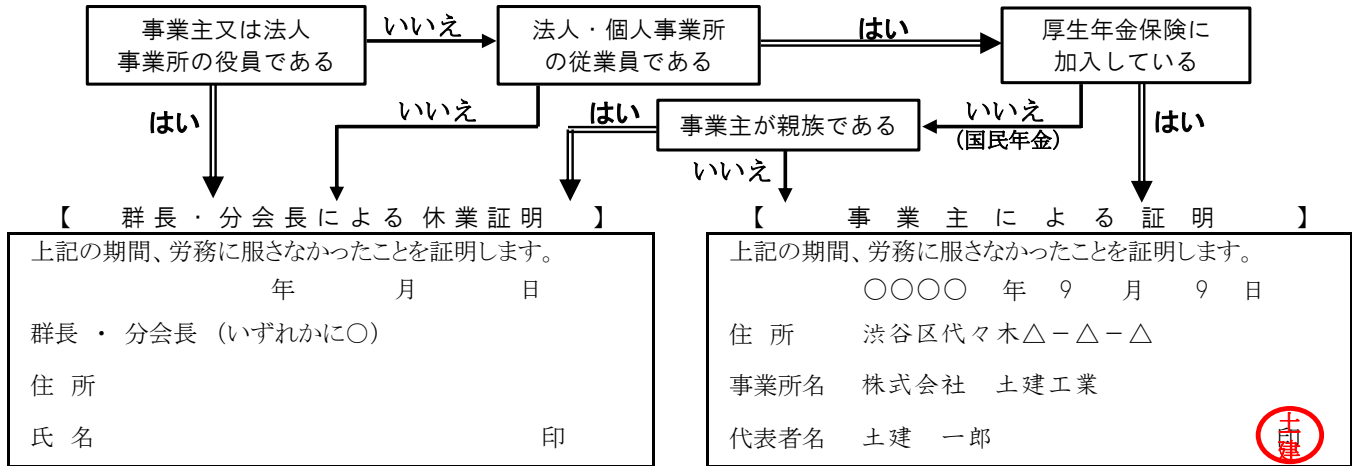 事業主又は法人
事業所の役員である
いいえ
法人・個人事業所
の従業員である
はい
厚生年金保険に
加入している
はい
いいえ
はい
事業主が親族である
いいえ
(国民年金)
はい
いいえ
【 群長・分会長による休業証明 】
上記の期間、労務に服さなかったことを証明します。
年 月 日
群長 ・ 分会長 (いずれかに○)
住 所
氏 名 印
【 事業主による証明 】
上記の期間、労務に服さなかったことを証明します。
○○○○ 年 9 月 9 日
住 所 渋谷区代々木△-△-△
事業所名 株式会社 土建工業
代表者名 土建 一郎 印
土建